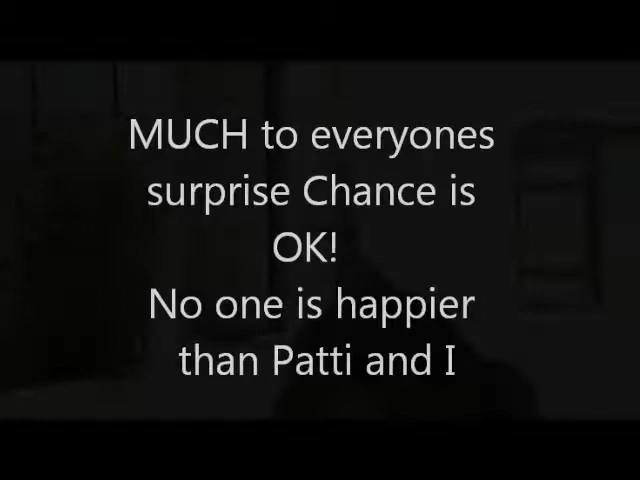 MUCH to everyones
surprise Chance is
OK!
No one is happier
than Patti and I